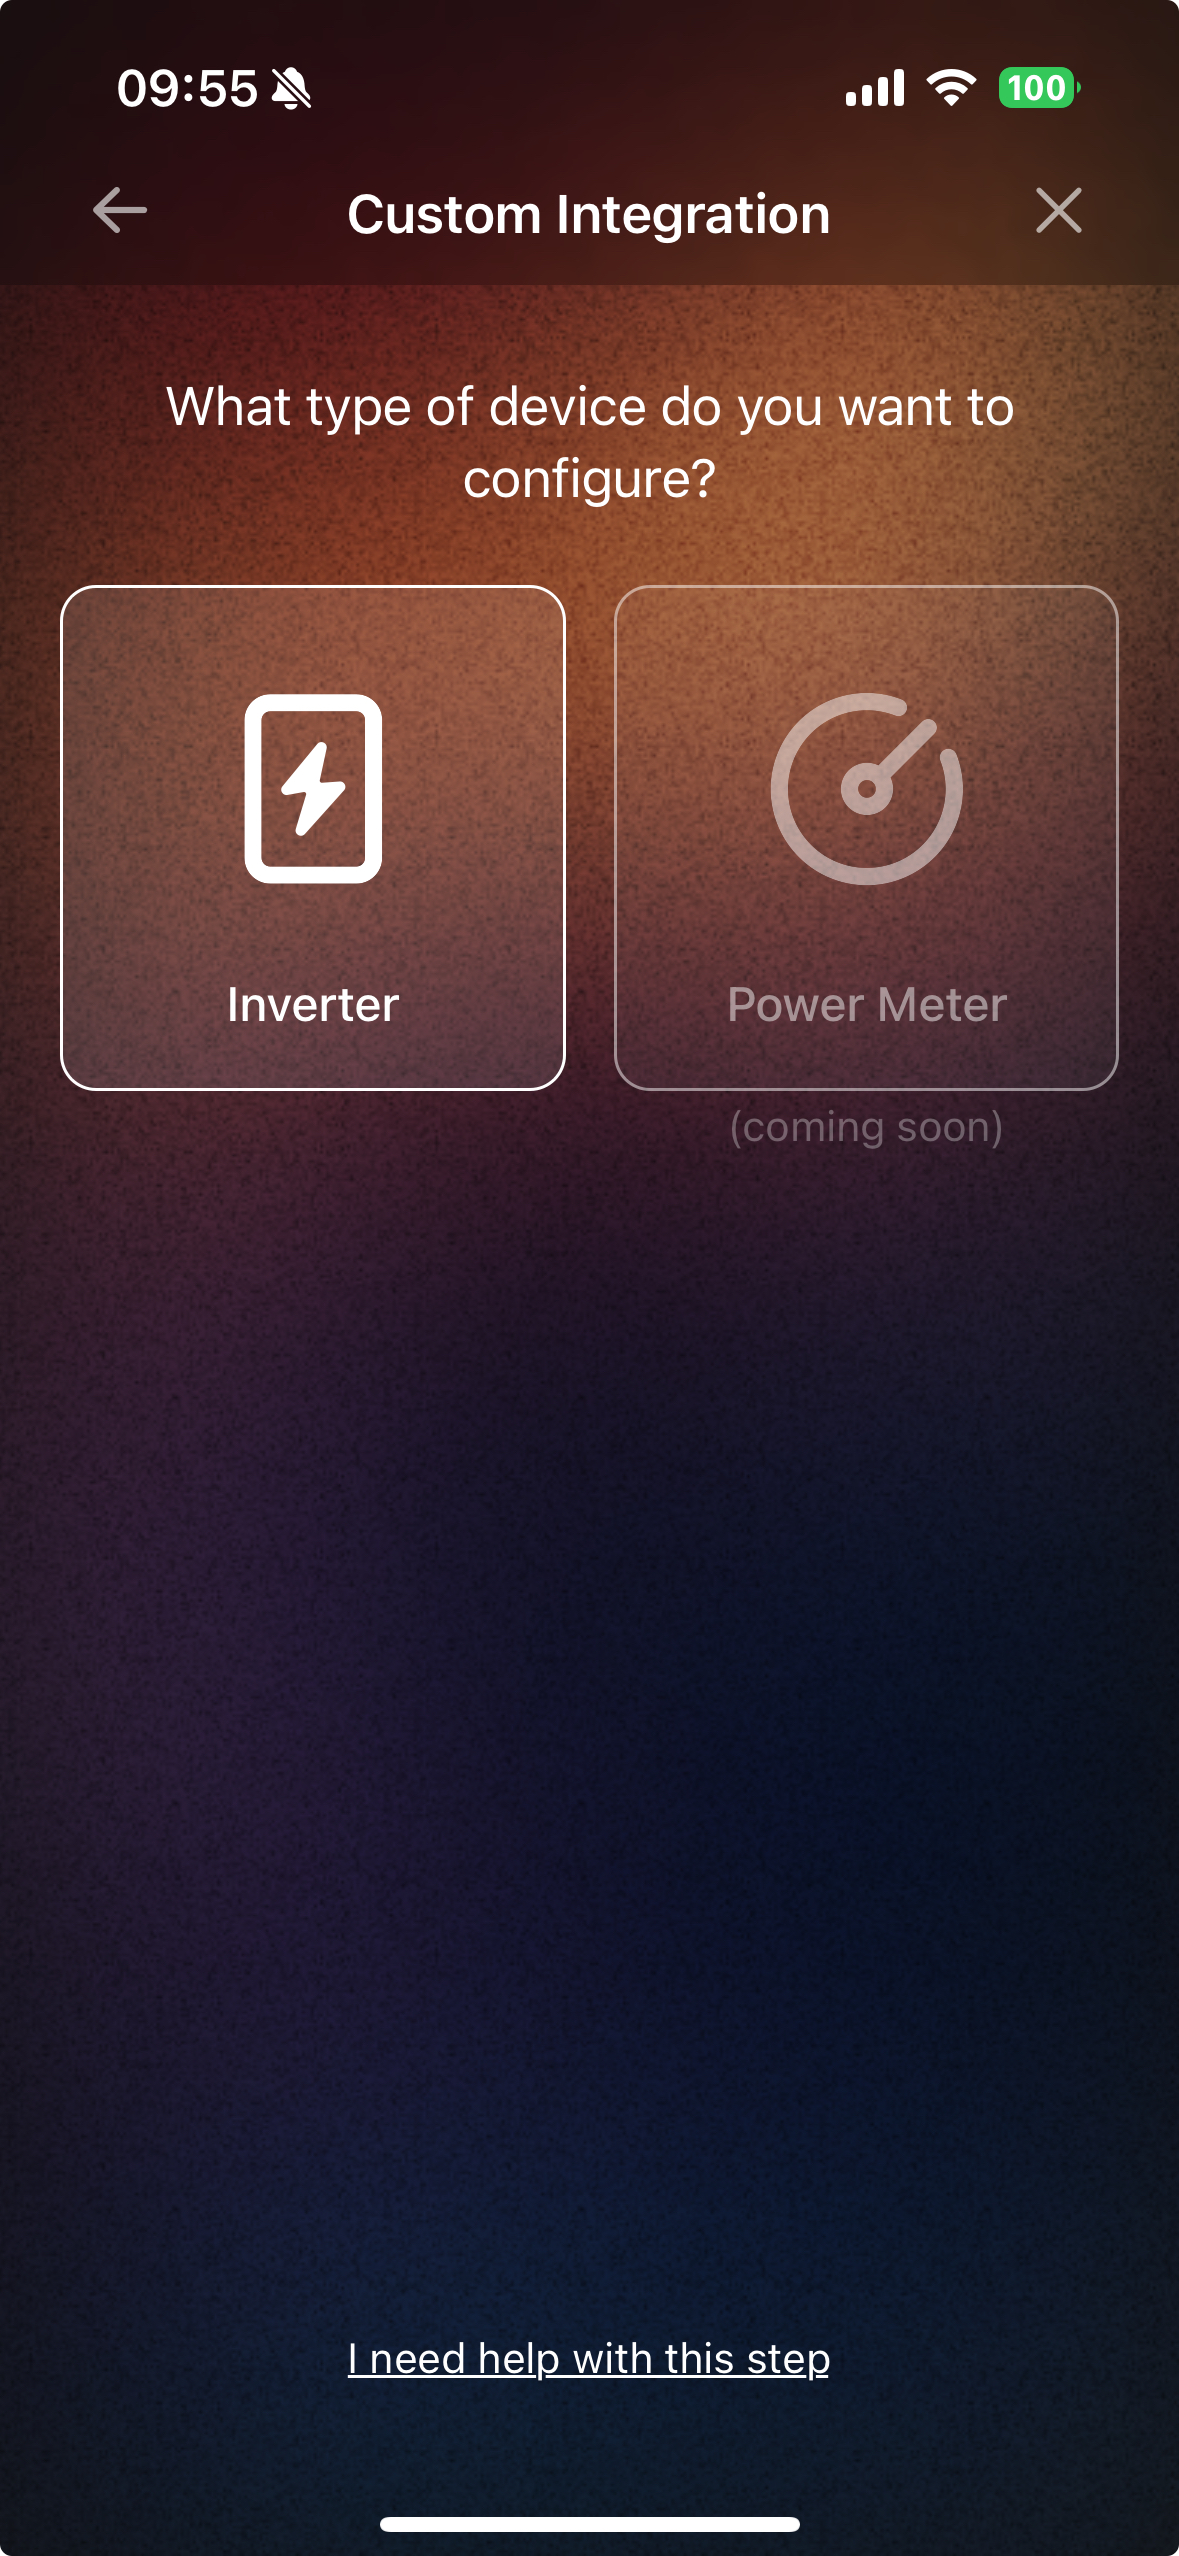 09:55
100
Custom Integration
What type of device do you want to
configure?
Inverter
Power Meter
(coming soon)
I need help with this step